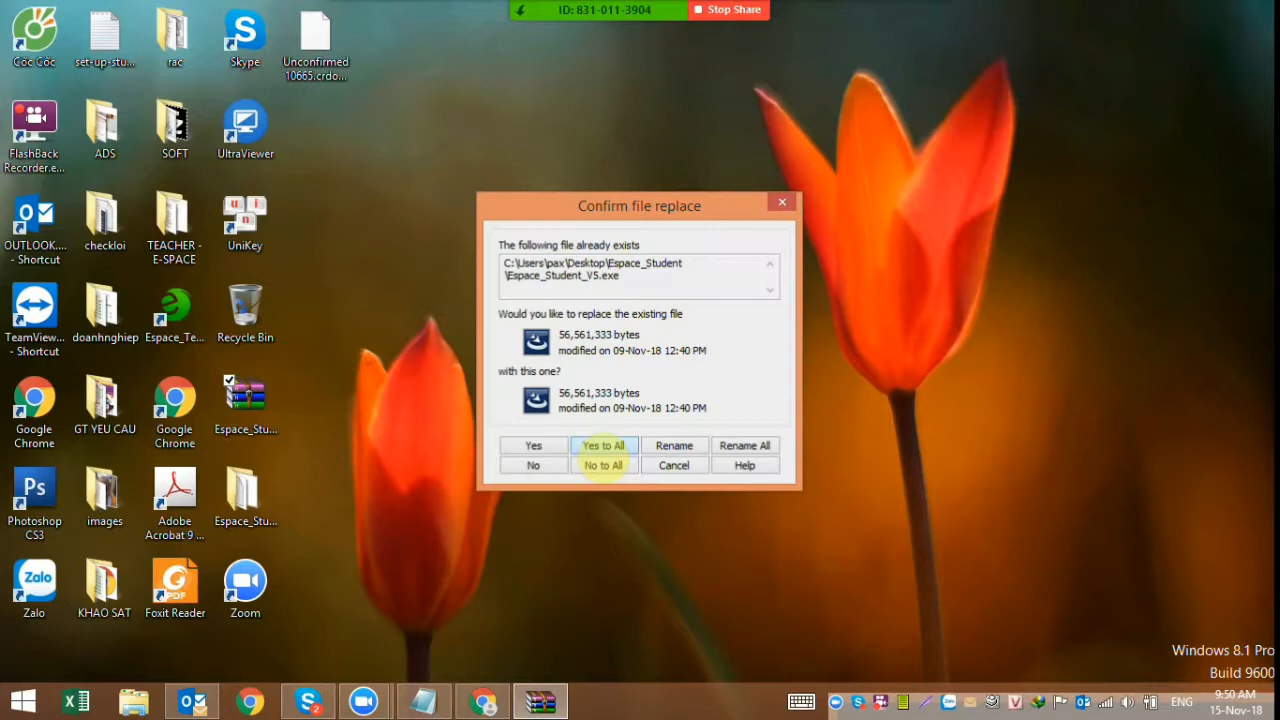 ID: 831-011-3904
Stop Share
Cốc Cốc
set-up-stu...
rac
Skype
Unconfirmed
10665.crdo...
FlashBack
Recorder.e...
ADS
SOFT
UltraViewer
OUTLOOK....
- Shortcut
checkloi
TEACHER -
E-SPACE
UniKey
TeamView...
- Shortcut
doanhnghiep
Espace_Te...
Recycle Bin
Google
Chrome
GT YEU CAU
Google
Chrome
Espace_Stu...
Ps
Photoshop
CS3
images
Adobe
Acrobat 9 ...
Espace_Stu...
Zalo
Zalo
KHAO SAT
PDF
Foxit Reader
Zoom
Confirm file replace
The following file already exists
C:\Users\pax\Desktop\Espace_Student
\Espace_Student_V5.exe
Would you like to replace the existing file
56,561,333 bytes
modified on 09-Nov-18 12:40 PM
with this one?
56,561,333 bytes
modified on 09-Nov-18 12:40 PM
Yes
Yes to All
Rename
Rename All
No
No to All
Cancel
Help
Windows 8.1 Pro
Build 9600
2
ENG
9:50 AM
15-Nov-18